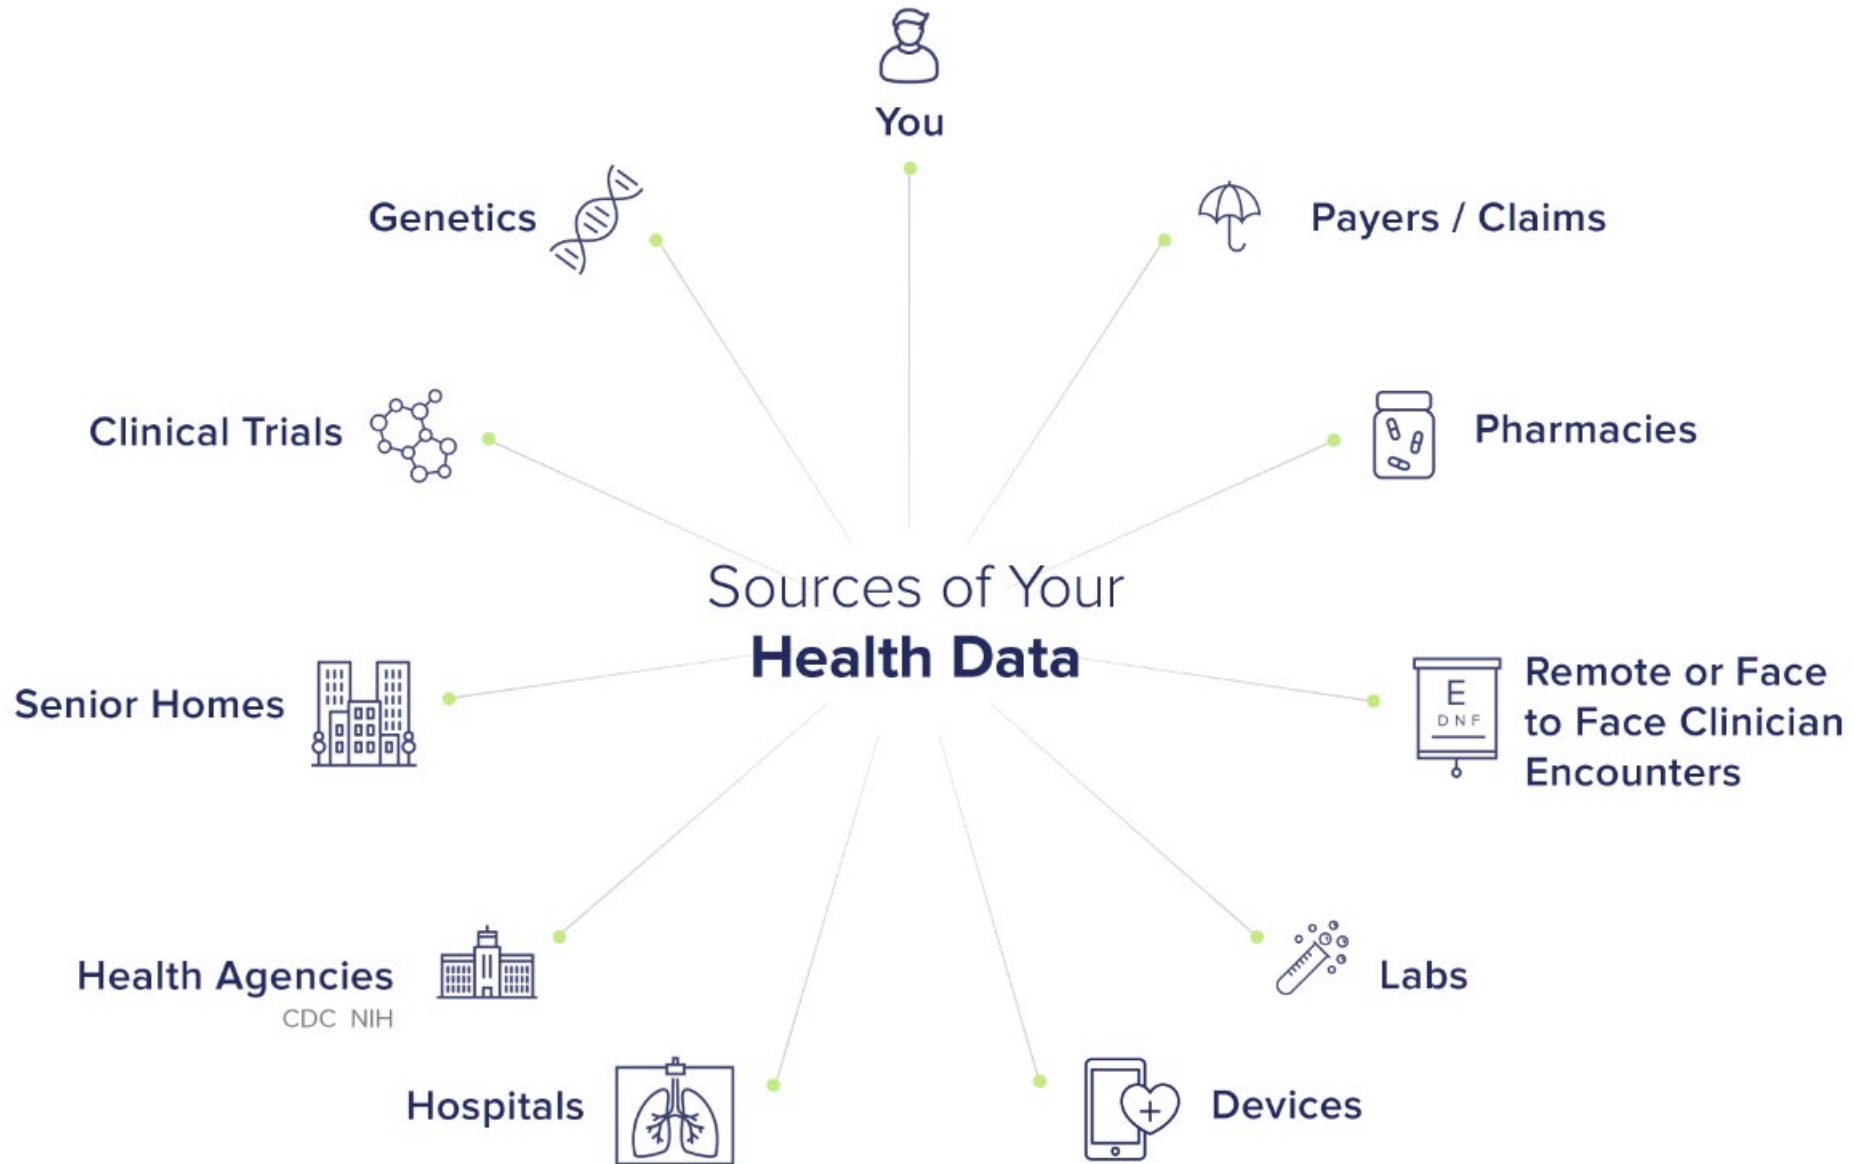 You
Genetics
Payers / Claims
Clinical Trials
Pharmacies
Sources of Your
Health Data
Senior Homes
E
D N F
Remote or Face
to Face Clinician
Encounters
Health Agencies
CDC NIH
Labs
Hospitals
Devices